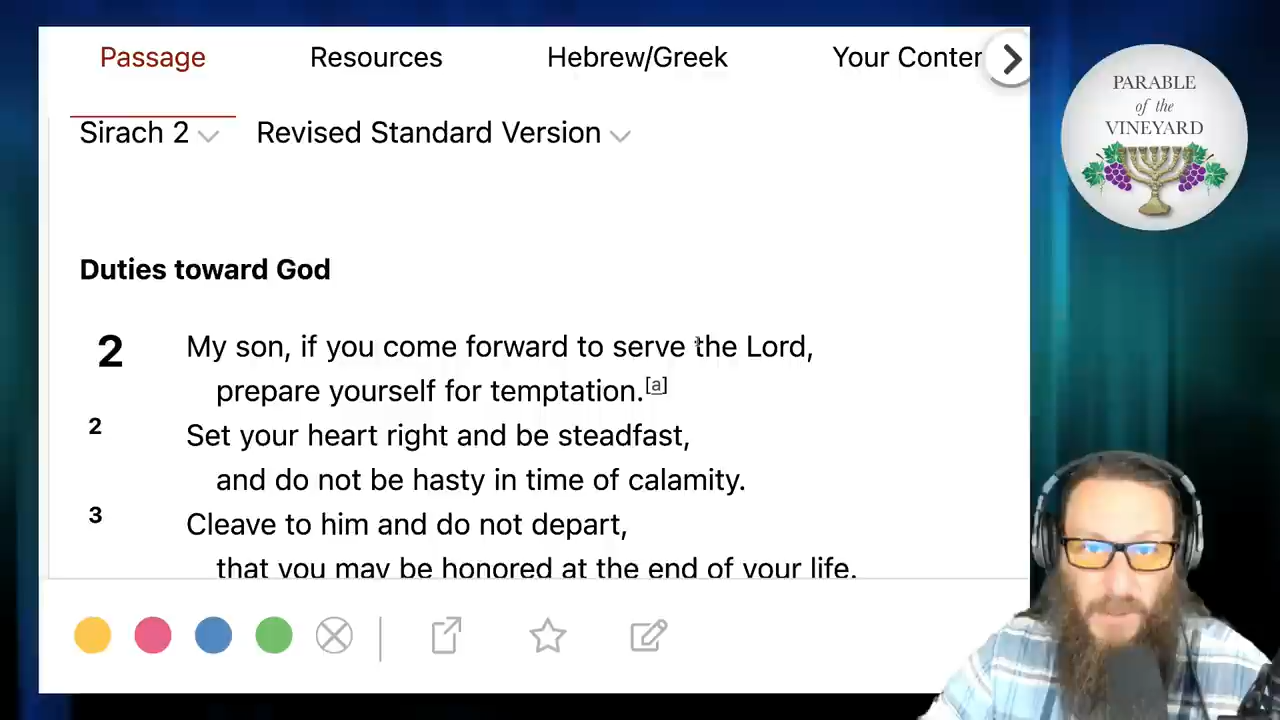 Passage
Resources
Hebrew/Greek
Your Conter
Sirach 2
Revised Standard Version
Duties toward God
2 My son, if you come forward to serve the Lord,
prepare yourself for temptation.[a]
2 Set your heart right and be steadfast,
and do not be hasty in time of calamity.
3 Cleave to him and do not depart,
that you may be honored at the end of your life.
PARABLE
of the
VINEYARD